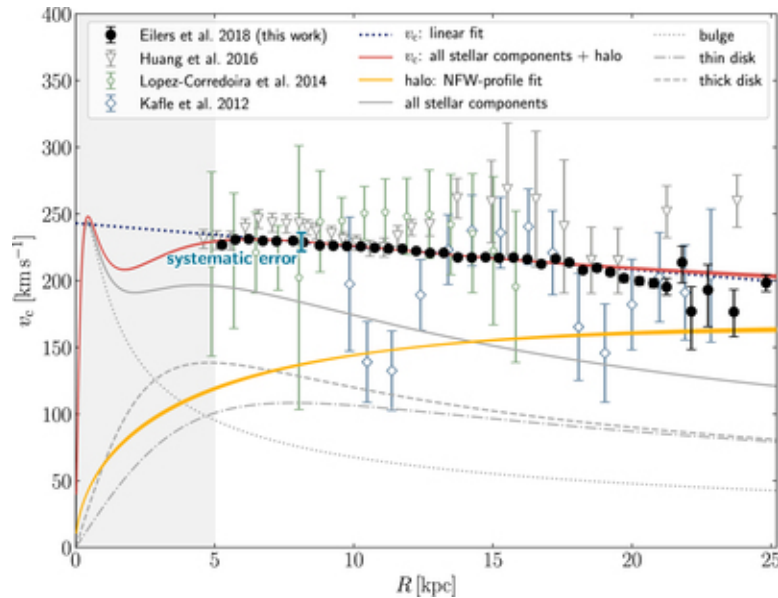 Eilers et al. 2018 (this work)
Huang et al. 2016
Lopez-Corredoira et al. 2014
Kafle et al. 2012
v_c: linear fit
v_c: all stellar components + halo
halo: NFW-profile fit
all stellar components
bulge
thin disk
thick disk
400
350
300
250
200
150
100
50
0
v_c [km s⁻¹]
systematic error
0
5
10
15
20
25
R [kpc]